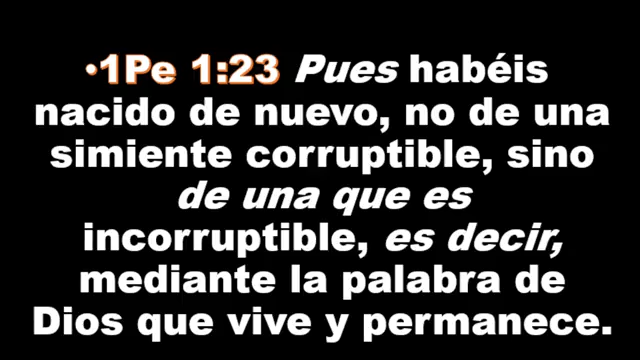 •1Pe 1:23 Pues habéis
nacido de nuevo, no de una
simiente corruptible, sino
de una que es
incorruptible, es decir,
mediante la palabra de
Dios que vive y permanece.